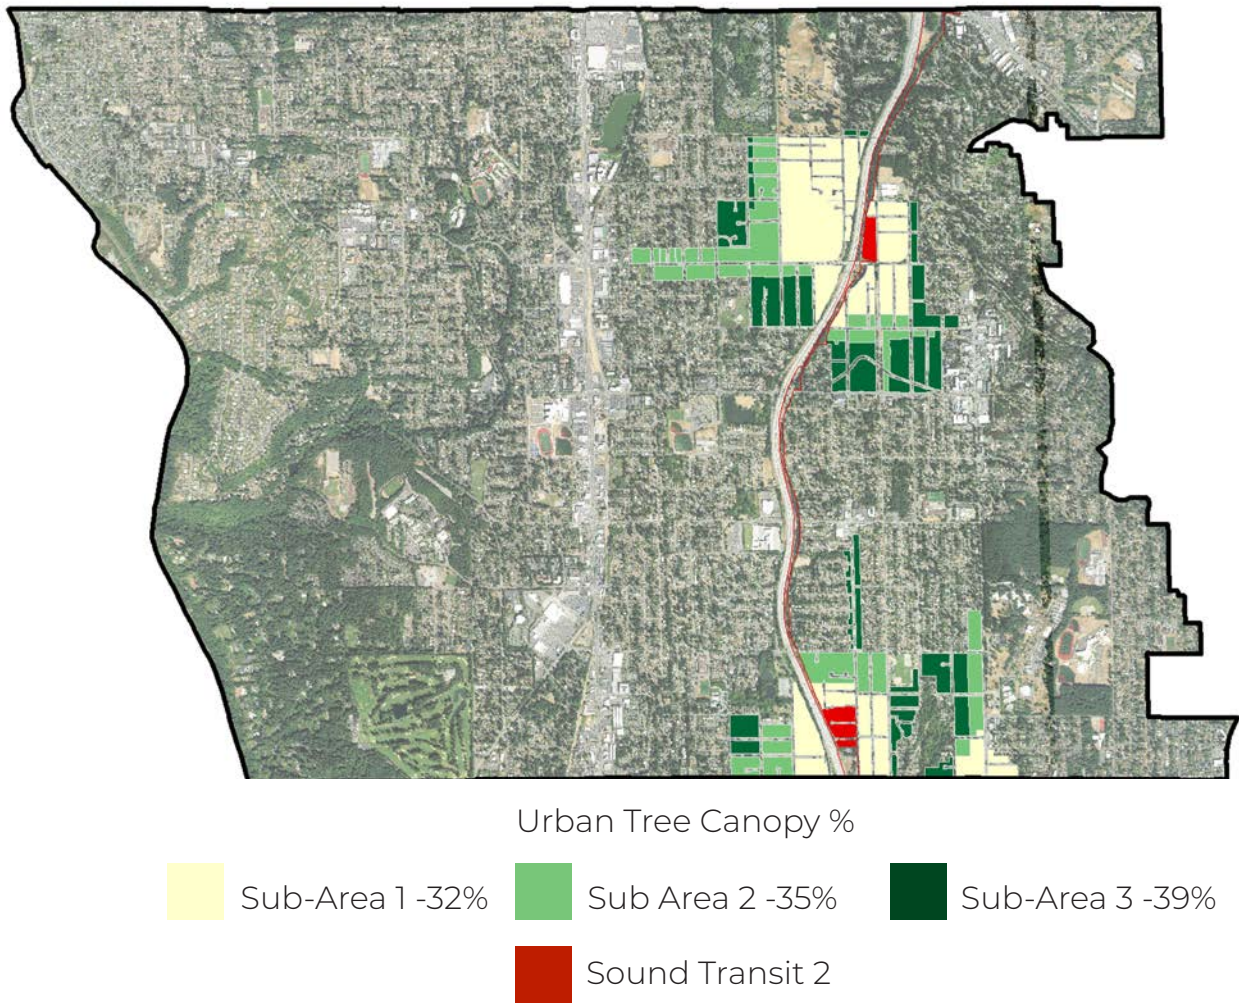 Urban Tree Canopy %
Sub-Area 1 -32%
Sub Area 2 -35%
Sub-Area 3 -39%
Sound Transit 2